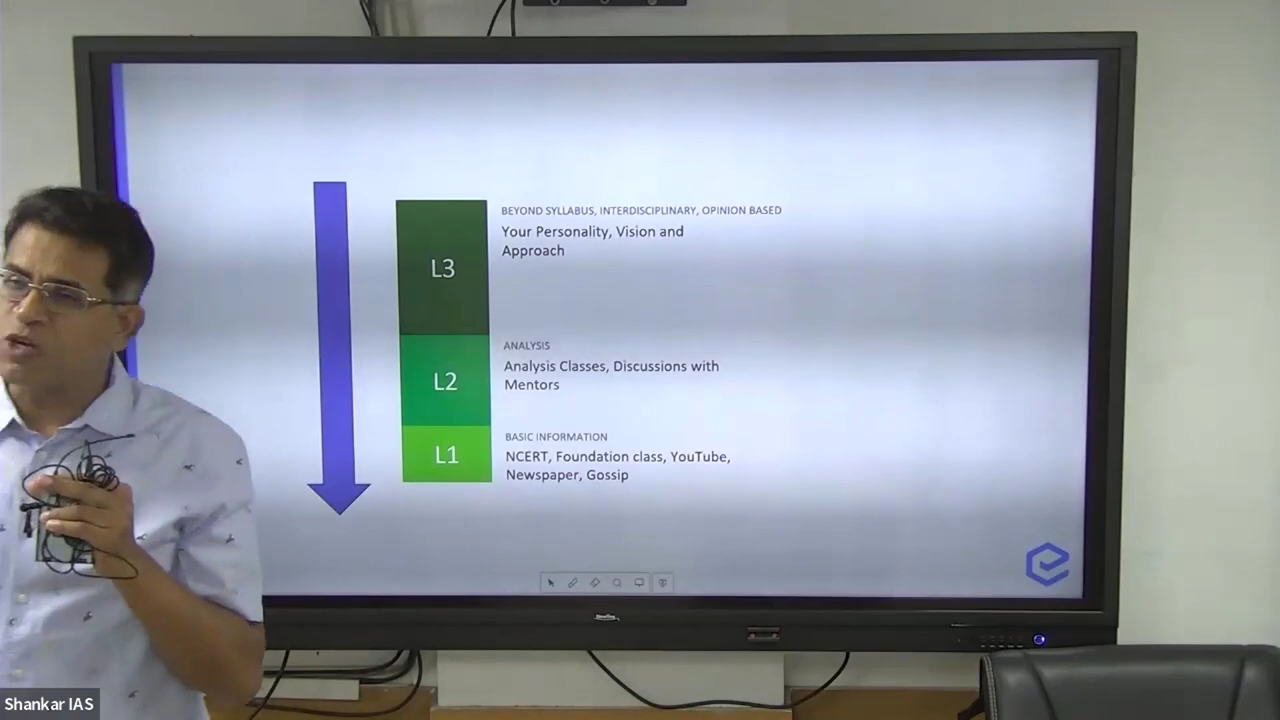 BEYOND SYLLABUS, INTERDISCIPLINARY, OPINION BASED
Your Personality, Vision and
Approach
L3
ANALYSIS
Analysis Classes, Discussions with
Mentors
L2
BASIC INFORMATION
NCERT, Foundation class, YouTube,
Newspaper, Gossip
L1
Shankar IAS